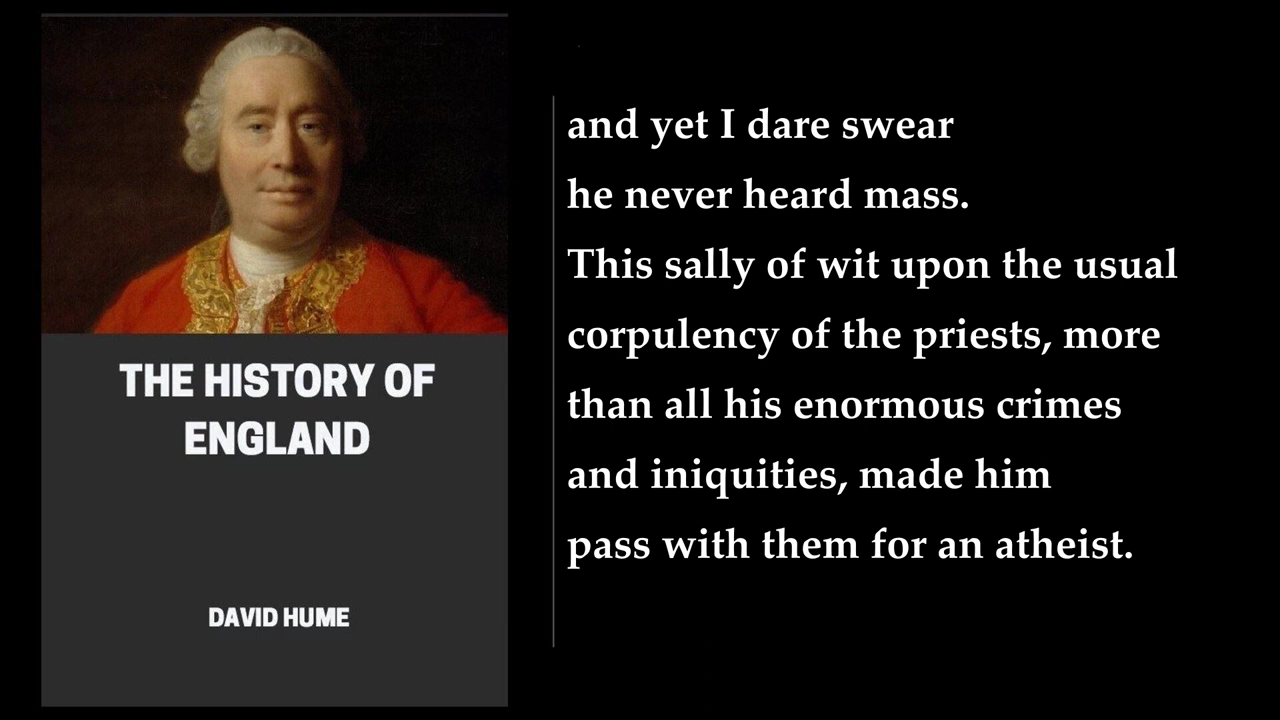 THE HISTORY OF
ENGLAND
DAVID HUME
and yet I dare swear
he never heard mass.
This sally of wit upon the usual
corpulency of the priests, more
than all his enormous crimes
and iniquities, made him
pass with them for an atheist.